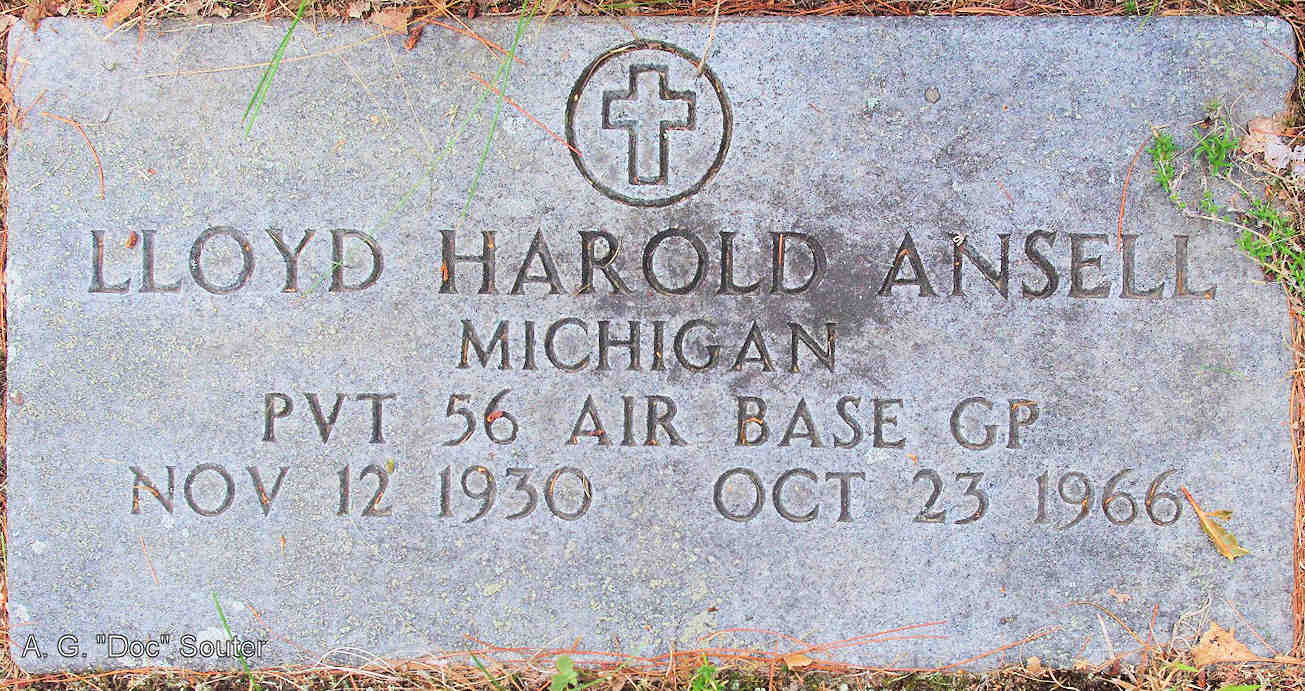 LLOYD HAROLD ANSELL
MICHIGAN
PVT 56 AIR BASE GP
NOV 12 1930 OCT 23 1966
A. G. "Doc" Souter